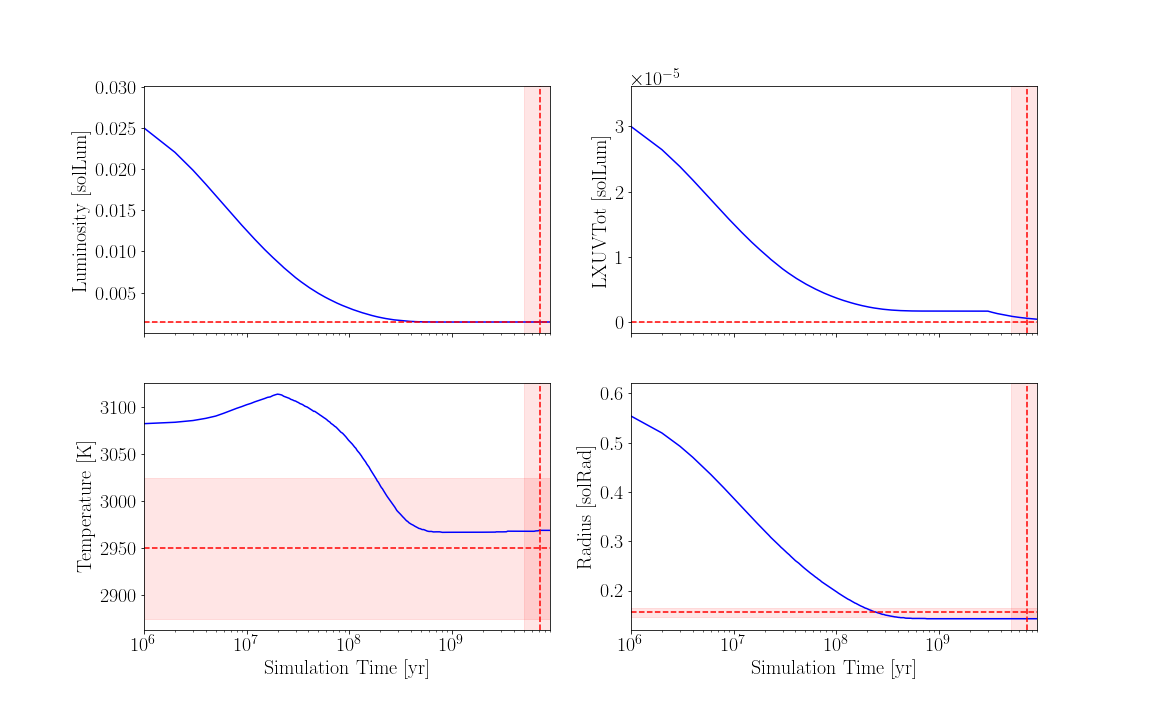 ×10⁻⁵
0.030
0.025
0.020
0.015
0.010
0.005
Luminosity [solLum]
3
2
1
0
LXUVTot [solLum]
3100
3050
3000
2950
2900
Temperature [K]
10⁶ 10⁷ 10⁸ 10⁹
Simulation Time [yr]
0.6
0.5
0.4
0.3
0.2
Radius [solRad]
10⁶ 10⁷ 10⁸ 10⁹
Simulation Time [yr]